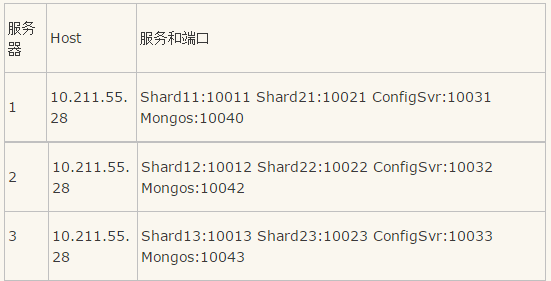 服务器 Host 服务和端口
1 10.211.55.28 Shard11:10011 Shard21:10021 ConfigSvr:10031
Mongos:10040
2 10.211.55.28 Shard12:10012 Shard22:10022 ConfigSvr:10032
Mongos:10042
3 10.211.55.28 Shard13:10013 Shard23:10023 ConfigSvr:10033
Mongos:10043